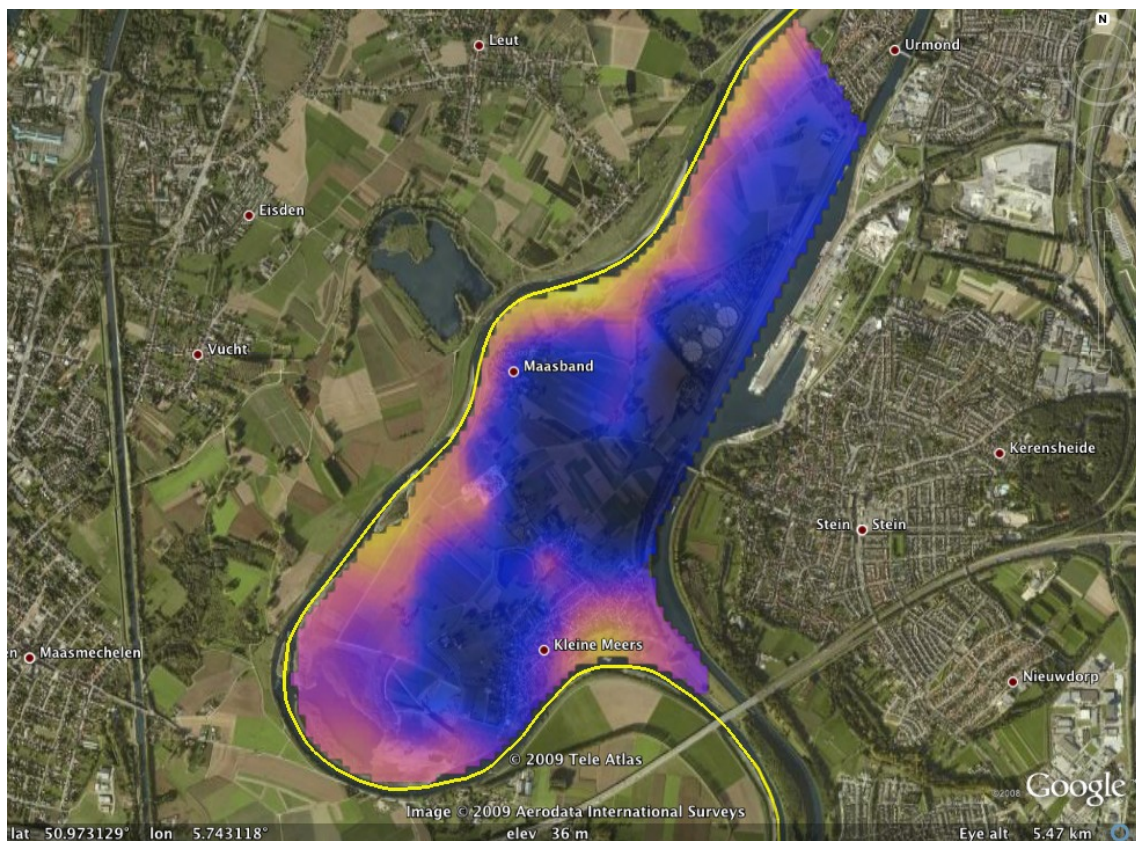 N
Leut
Urmond
Eisden
Vucht
Maasband
Kerensheide
Stein Stein
Kleine Meers
en Maasmechelen
Nieuwdorp
© 2009 Tele Atlas
©2008 Google
Image © 2009 Aerodata International Surveys
lat 50.973129° lon 5.743118° elev 36 m Eye alt 5.47 km